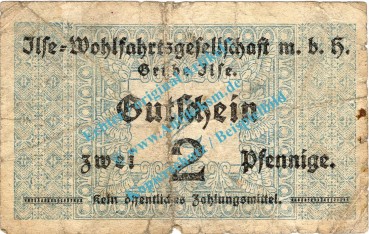 Ilse-Wohlfahrtsgesellschaft m. b. H.
Grube Ilse.
Gutschein
zwei 2 Pfennige.
Kein öffentliches Zahlungsmittel.